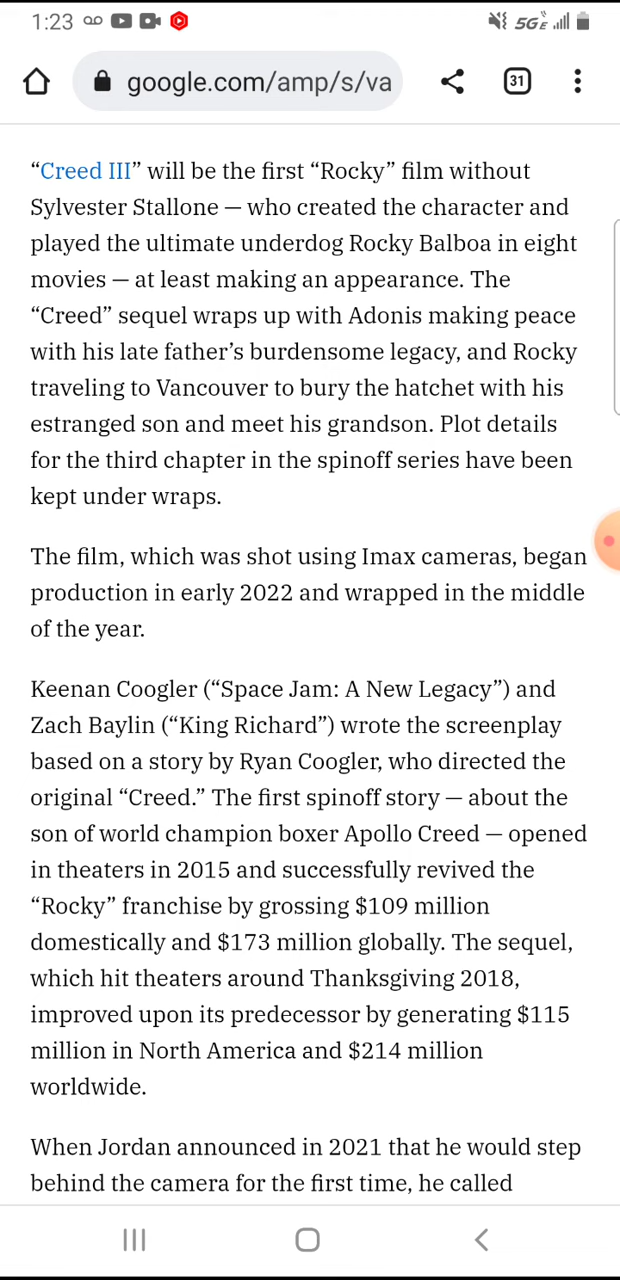 1:23
5GE
google.com/amp/s/va
31
“Creed III” will be the first “Rocky” film without
Sylvester Stallone — who created the character and
played the ultimate underdog Rocky Balboa in eight
movies — at least making an appearance. The
“Creed” sequel wraps up with Adonis making peace
with his late father’s burdensome legacy, and Rocky
traveling to Vancouver to bury the hatchet with his
estranged son and meet his grandson. Plot details
for the third chapter in the spinoff series have been
kept under wraps.
The film, which was shot using Imax cameras, began
production in early 2022 and wrapped in the middle
of the year.
Keenan Coogler (“Space Jam: A New Legacy”) and
Zach Baylin (“King Richard”) wrote the screenplay
based on a story by Ryan Coogler, who directed the
original “Creed.” The first spinoff story — about the
son of world champion boxer Apollo Creed — opened
in theaters in 2015 and successfully revived the
“Rocky” franchise by grossing $109 million
domestically and $173 million globally. The sequel,
which hit theaters around Thanksgiving 2018,
improved upon its predecessor by generating $115
million in North America and $214 million
worldwide.
When Jordan announced in 2021 that he would step
behind the camera for the first time, he called